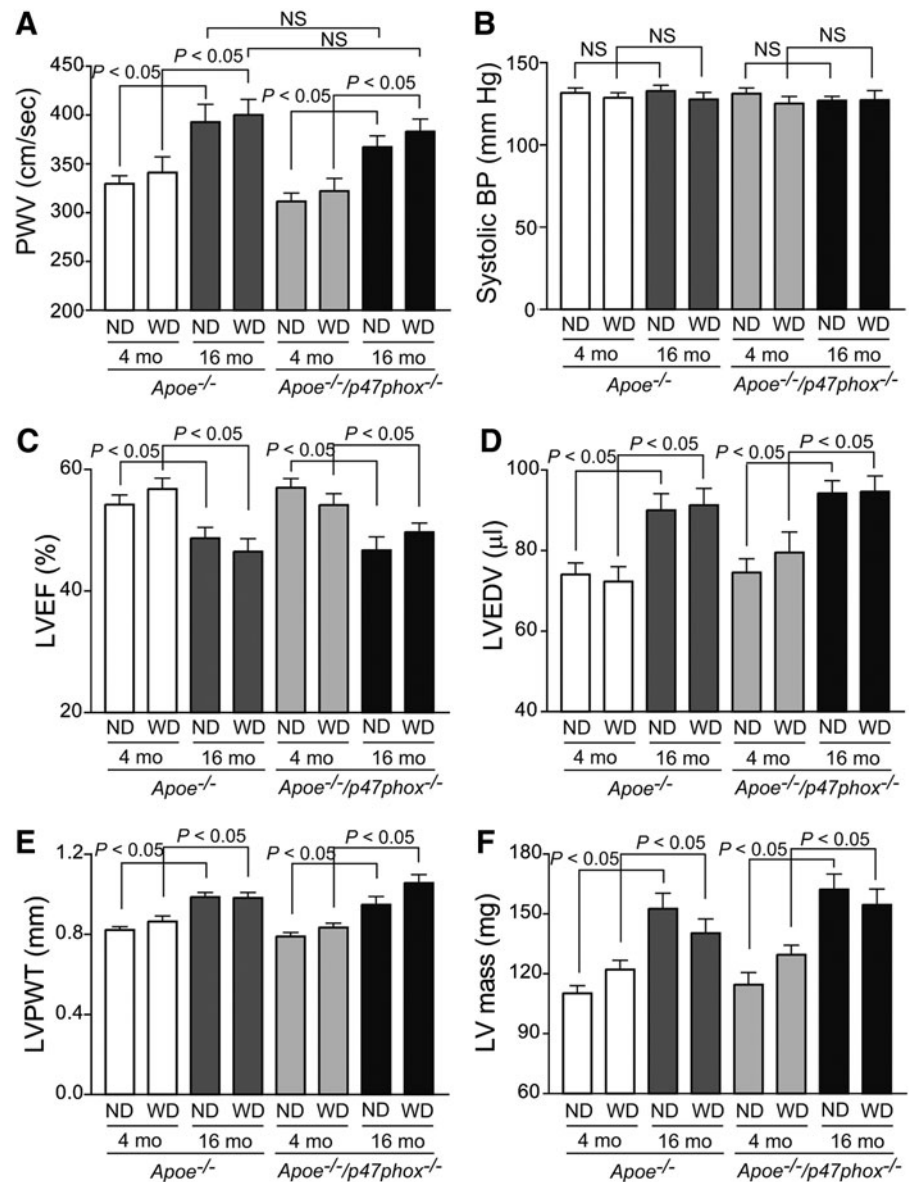 A
NS
NS
P < 0.05
P < 0.05
P < 0.05
P < 0.05
450
400
350
300
250
200
PWV (cm/sec)
ND WD ND WD ND WD ND WD
4 mo 16 mo 4 mo 16 mo
Apoe-/- Apoe-/-/p47phox-/-
B
NS NS NS NS
150
100
50
0
Systolic BP (mm Hg)
ND WD ND WD ND WD ND WD
4 mo 16 mo 4 mo 16 mo
Apoe-/- Apoe-/-/p47phox-/-
C
P < 0.05
P < 0.05
P < 0.05
P < 0.05
60
40
20
LVEF (%)
ND WD ND WD ND WD ND WD
4 mo 16 mo 4 mo 16 mo
Apoe-/- Apoe-/-/p47phox-/-
D
P < 0.05
P < 0.05
P < 0.05
P < 0.05
100
80
60
40
LVEDV (μl)
ND WD ND WD ND WD ND WD
4 mo 16 mo 4 mo 16 mo
Apoe-/- Apoe-/-/p47phox-/-
E
P < 0.05
P < 0.05
P < 0.05
P < 0.05
1.2
0.8
0.4
0.0
LVPWT (mm)
ND WD ND WD ND WD ND WD
4 mo 16 mo 4 mo 16 mo
Apoe-/- Apoe-/-/p47phox-/-
F
P < 0.05
P < 0.05
P < 0.05
P < 0.05
180
150
120
90
60
LV mass (mg)
ND WD ND WD ND WD ND WD
4 mo 16 mo 4 mo 16 mo
Apoe-/- Apoe-/-/p47phox-/-